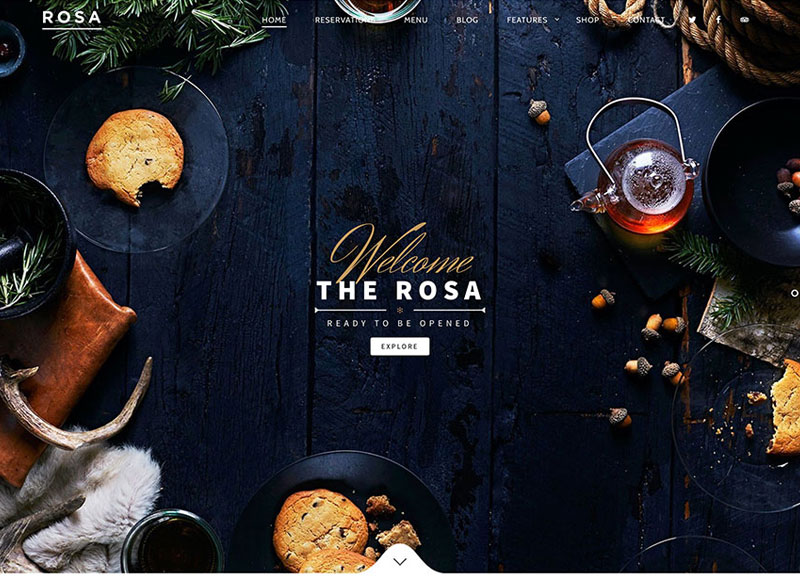 ROSA
HOME RESERVATIONS MENU BLOG FEATURES SHOP CONTACT
Welcome
THE ROSA
READY TO BE OPENED
EXPLORE